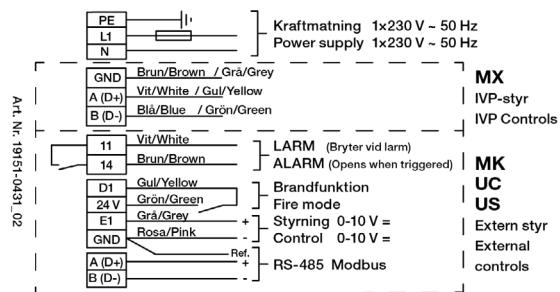 PE
L1
N
Kraftmatning 1x230 V ~ 50 Hz
Power supply 1x230 V ~ 50 Hz
GND Brun/Brown / Grå/Grey
A (D+) Vit/White / Gul/Yellow
B (D-) Blå/Blue / Grön/Green
MX
IVP-styr
IVP Controls
11 Vit/White
14 Brun/Brown
LARM (Bryter vid larm)
ALARM (Opens when triggered)
D1 Gul/Yellow
24 V Grön/Green
Brandfunktion
Fire mode
E1 Grå/Grey +
GND Rosa/Pink -
Styrning 0-10 V =
Control 0-10 V =
Ref.
A (D+) +
B (D-) -
RS-485 Modbus
MK
UC
US
Extern styr
External
controls
Art. Nr. 19151-0431_02